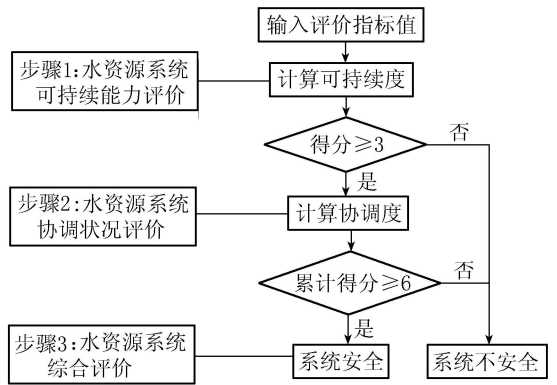 输入评价指标值
步骤1:水资源系统
可持续能力评价
计算可持续度
得分≥3
否
是
步骤2:水资源系统
协调状况评价
计算协调度
累计得分≥6
否
是
步骤3:水资源系统
综合评价
系统安全
系统不安全